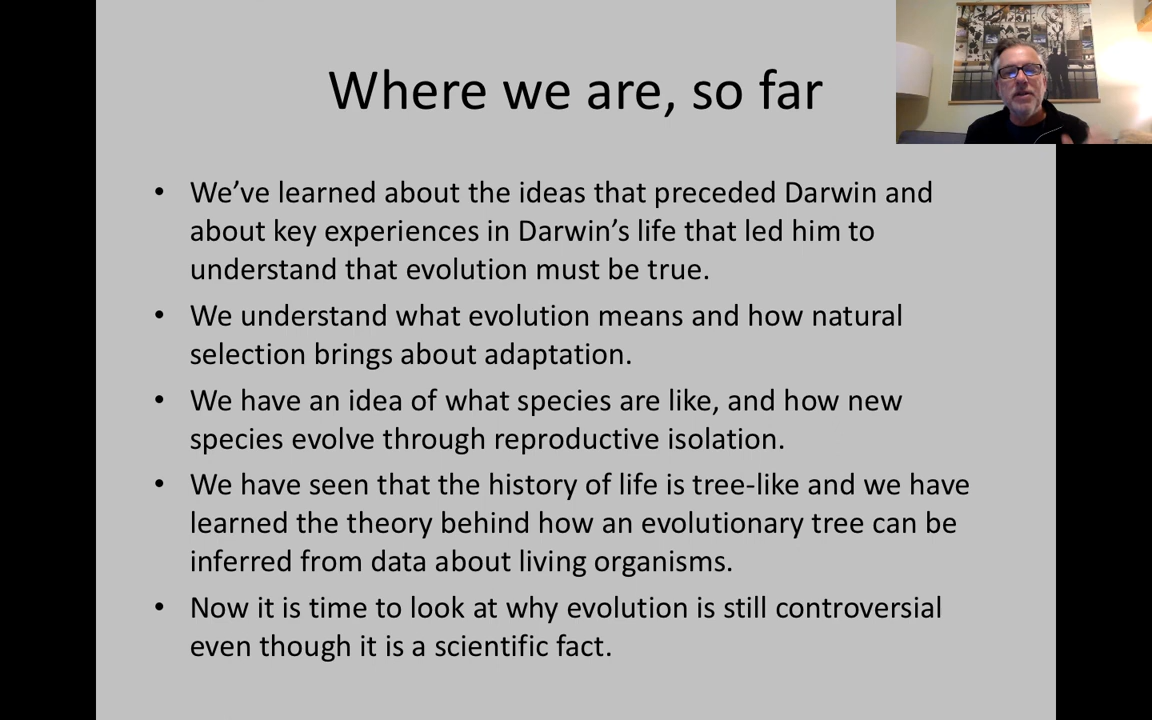 Where we are, so far
• We’ve learned about the ideas that preceded Darwin and
about key experiences in Darwin’s life that led him to
understand that evolution must be true.
• We understand what evolution means and how natural
selection brings about adaptation.
• We have an idea of what species are like, and how new
species evolve through reproductive isolation.
• We have seen that the history of life is tree-like and we have
learned the theory behind how an evolutionary tree can be
inferred from data about living organisms.
• Now it is time to look at why evolution is still controversial
even though it is a scientific fact.